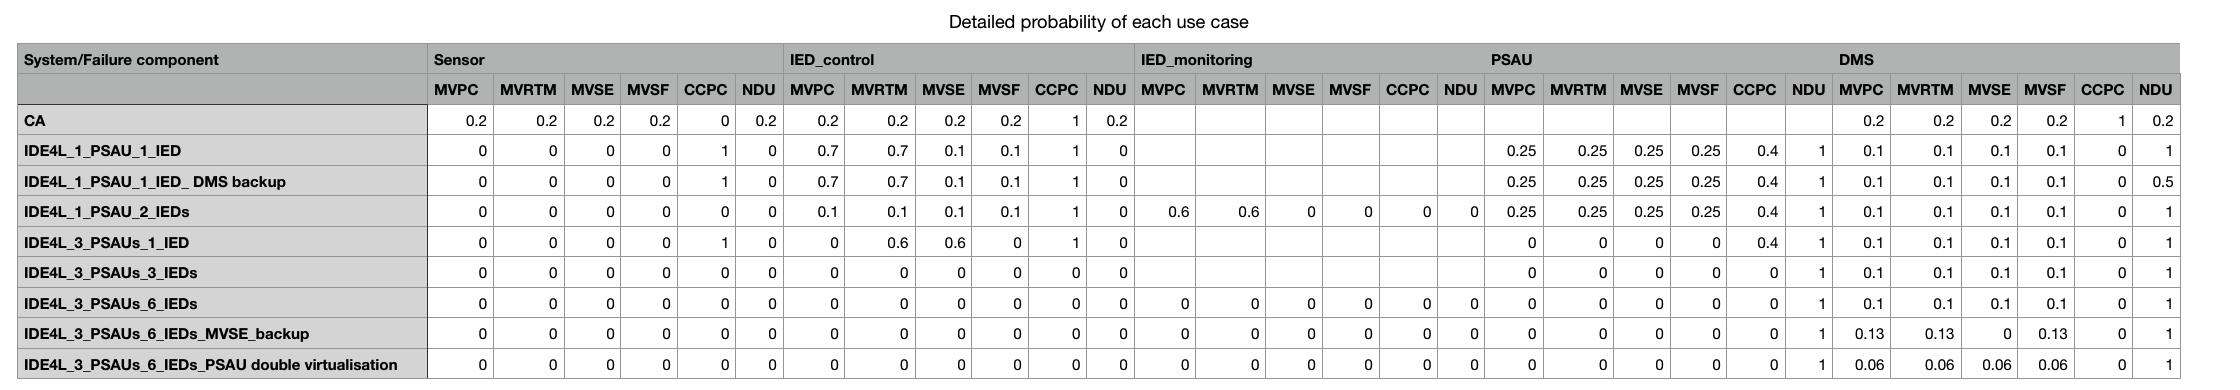 Detailed probability of each use case
System/Failure component Sensor IED_control IED_monitoring PSAU DMS
MVPC MVRTM MVSE MVSF CCPC NDU MVPC MVRTM MVSE MVSF CCPC NDU MVPC MVRTM MVSE MVSF CCPC NDU MVPC MVRTM MVSE MVSF CCPC NDU MVPC MVRTM MVSE MVSF CCPC NDU
CA 0.2 0.2 0.2 0.2 0 0.2 0.2 0.2 0.2 0.2 1 0.2 0.2 0.2 0.2 0.2 1 0.2
IDE4L_1_PSAU_1_IED 0 0 0 0 1 0 0.7 0.7 0.1 0.1 1 0 0.25 0.25 0.25 0.25 0.4 1 0.1 0.1 0.1 0.1 0 1
IDE4L_1_PSAU_1_IED_ DMS backup 0 0 0 0 1 0 0.7 0.7 0.1 0.1 1 0 0.25 0.25 0.25 0.25 0.4 1 0.1 0.1 0.1 0.1 0 0.5
IDE4L_1_PSAU_2_IEDs 0 0 0 0 0 0 0.1 0.1 0.1 0.1 1 0 0.6 0.6 0 0 0 0 0.25 0.25 0.25 0.25 0.4 1 0.1 0.1 0.1 0.1 0 1
IDE4L_3_PSAUs_1_IED 0 0 0 0 1 0 0 0.6 0.6 0 1 0 0 0 0 0 0.4 1 0.1 0.1 0.1 0.1 0 1
IDE4L_3_PSAUs_3_IEDs 0 0 0 0 0 0 0 0 0 0 0 0 0 0 0 0 0 1 0.1 0.1 0.1 0.1 0 1
IDE4L_3_PSAUs_6_IEDs 0 0 0 0 0 0 0 0 0 0 0 0 0 0 0 0 0 0 0 0 0 0 0 1 0.1 0.1 0.1 0.1 0 1
IDE4L_3_PSAUs_6_IEDs_MVSE_backup 0 0 0 0 0 0 0 0 0 0 0 0 0 0 0 0 0 0 0 0 0 0 0 1 0.13 0.13 0 0.13 0 1
IDE4L_3_PSAUs_6_IEDs_PSAU double virtualisation 0 0 0 0 0 0 0 0 0 0 0 0 0 0 0 0 0 0 0 0 0 0 0 1 0.06 0.06 0.06 0.06 0 1